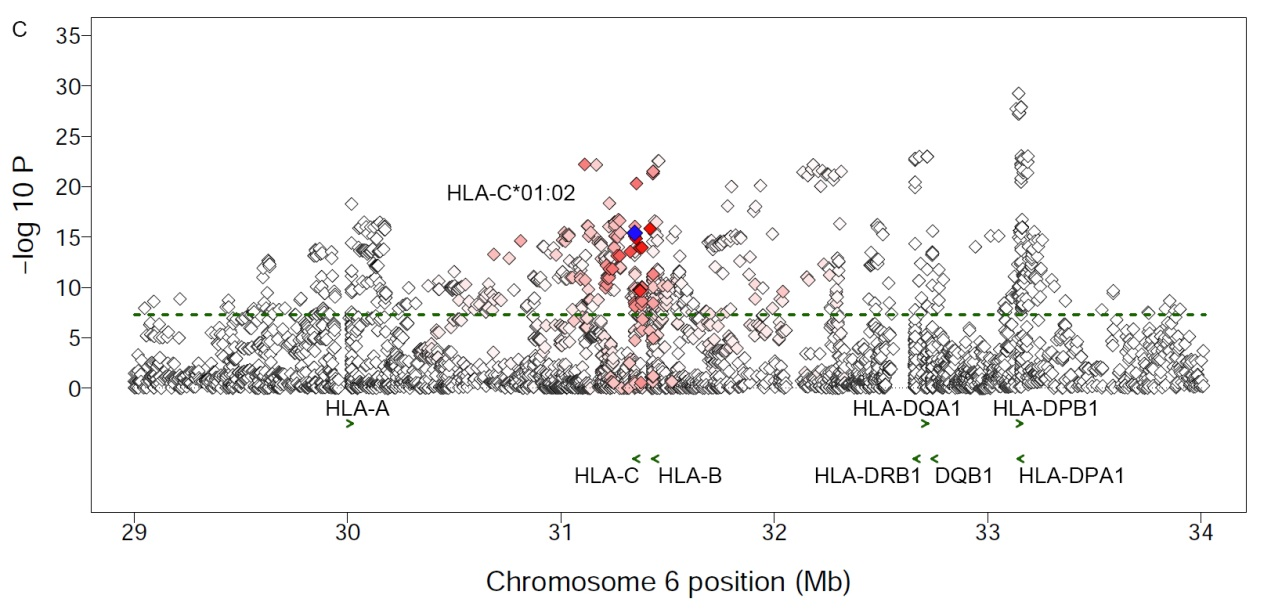 C
−log 10 P
35
30
25
20
15
10
5
0
HLA-C*01:02
HLA-A
HLA-DQA1
HLA-DPB1
HLA-C
HLA-B
HLA-DRB1
DQB1
HLA-DPA1
29 30 31 32 33 34
Chromosome 6 position (Mb)